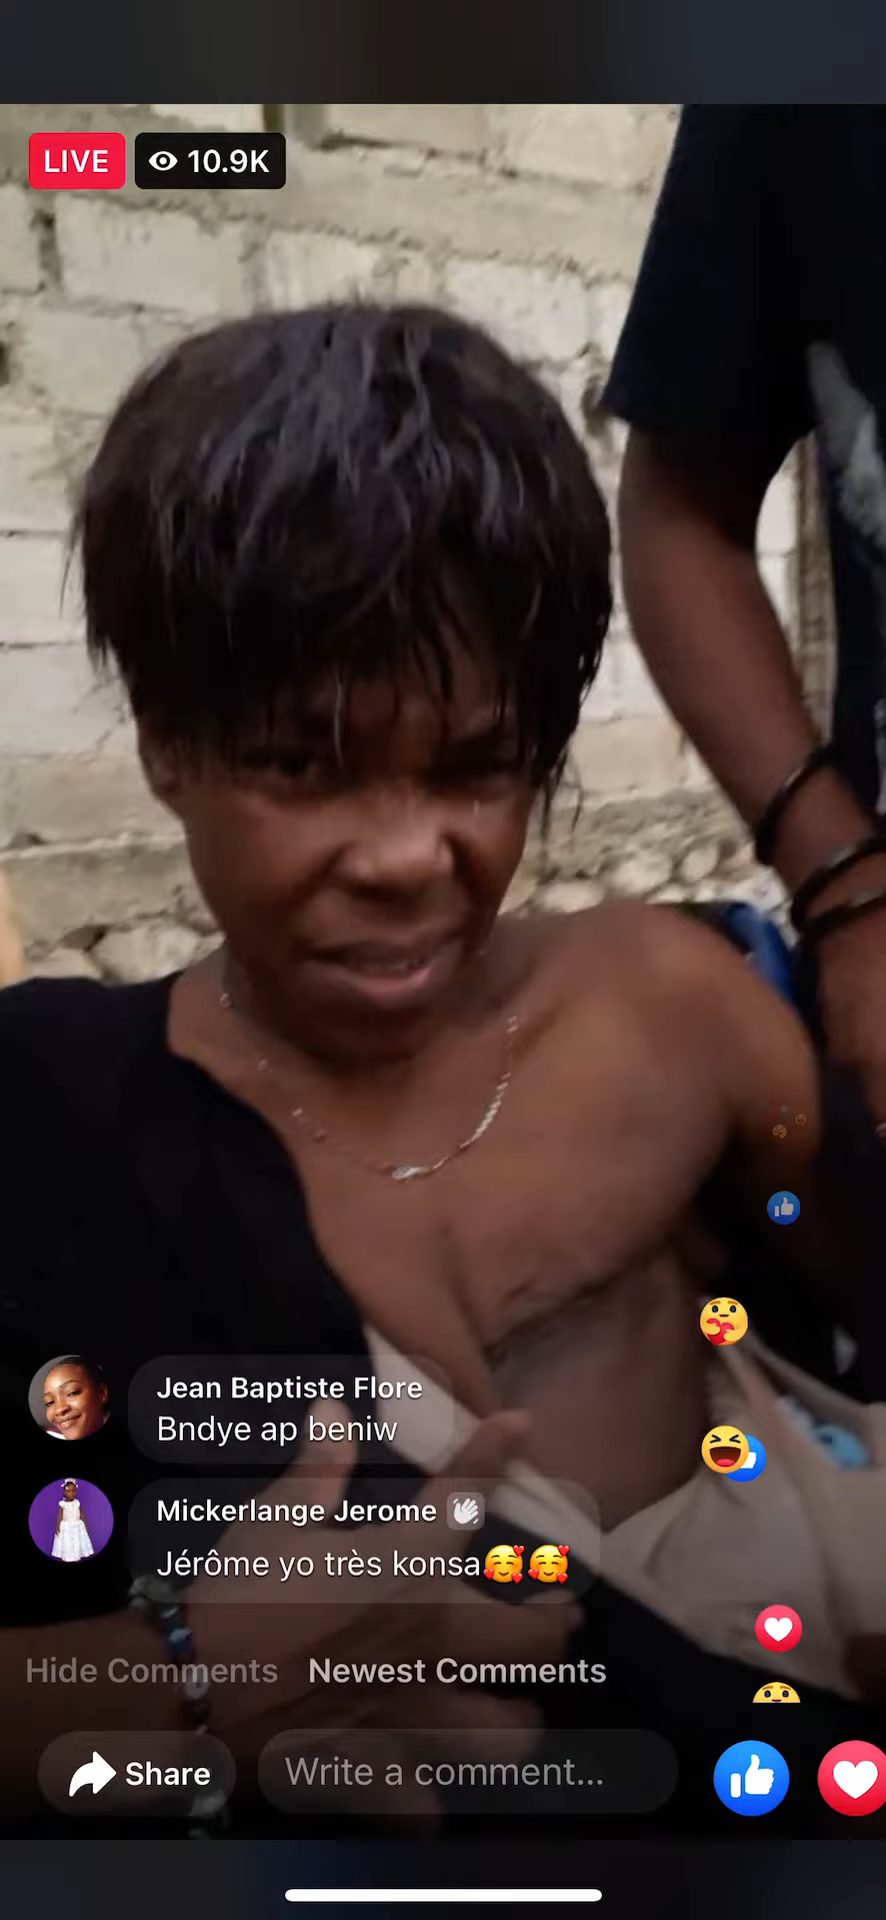 LIVE 10.9K
Jean Baptiste Flore
Bndye ap beniw
Mickerlange Jerome
Jérôme yo très konsa🥰🥰
Hide Comments Newest Comments
Share Write a comment...